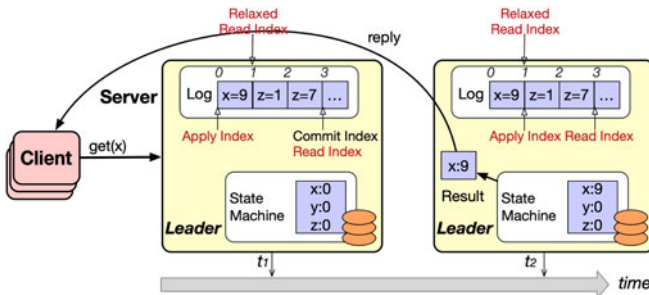 Relaxed
Read Index
reply
Relaxed
Read Index
Server
0 1 2 3
Log x=9 z=1 z=7 ...
Apply Index
Commit Index
Read Index
0 1 2 3
Log x=9 z=1 z=7 ...
Apply Index Read Index
Client
get(x)
State
Machine
x:0
y:0
z:0
Leader
x:9
Result
State
Machine
x:9
y:0
z:0
Leader
t1
t2
time